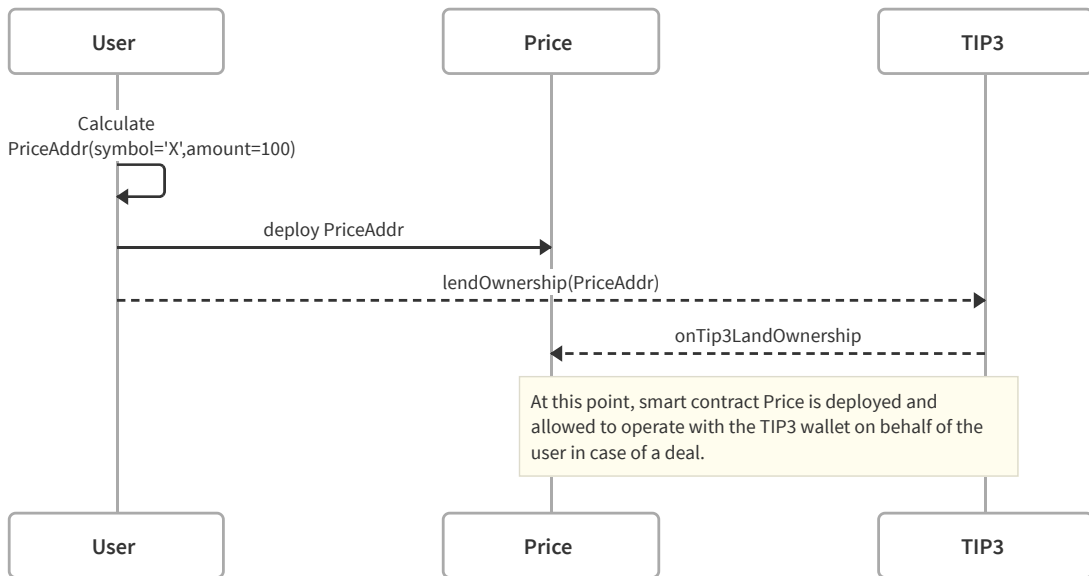 User
Price
TIP3
Calculate
PriceAddr(symbol='X',amount=100)
deploy PriceAddr
lendOwnership(PriceAddr)
onTip3LandOwnership
At this point, smart contract Price is deployed and
allowed to operate with the TIP3 wallet on behalf of the
user in case of a deal.
User
Price
TIP3